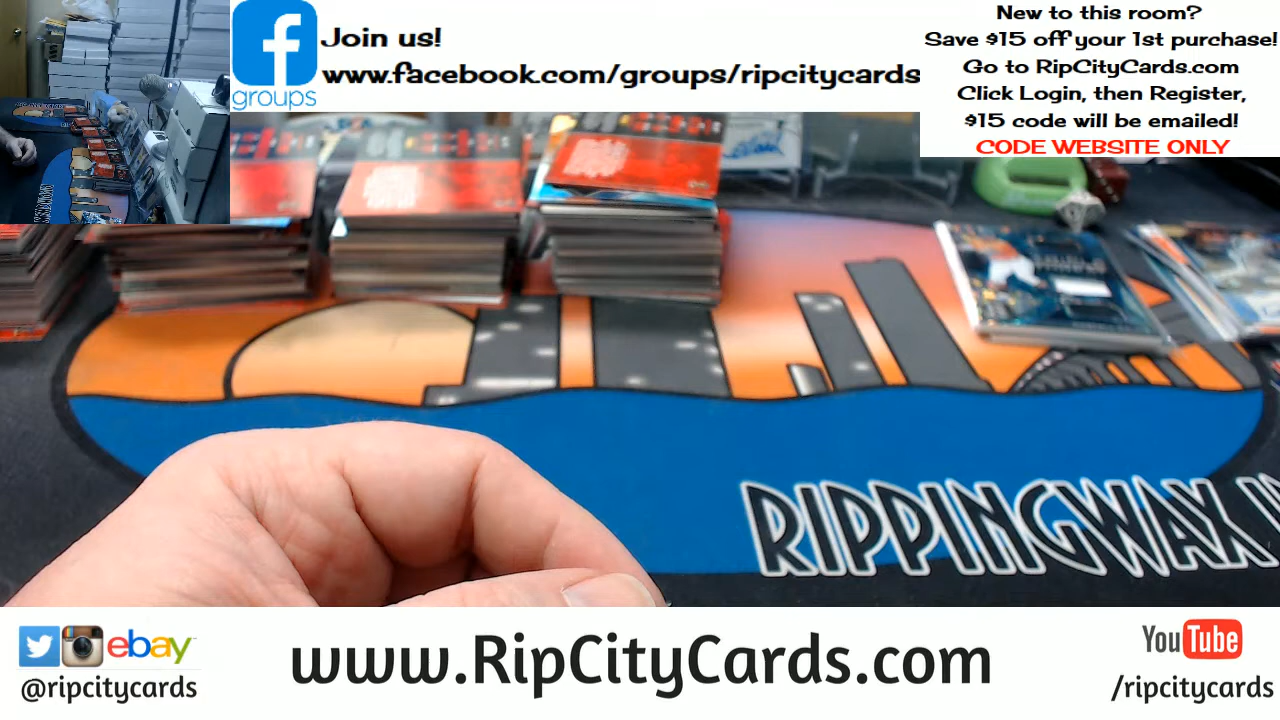 Join us!
www.facebook.com/groups/ripcitycards
groups
New to this room?
Save $15 off your 1st purchase!
Go to RipCityCards.com
Click Login, then Register,
$15 code will be emailed!
CODE WEBSITE ONLY
RIPPINGWAX
ebay
@ripcitycards
www.RipCityCards.com
YouTube
/ripcitycards